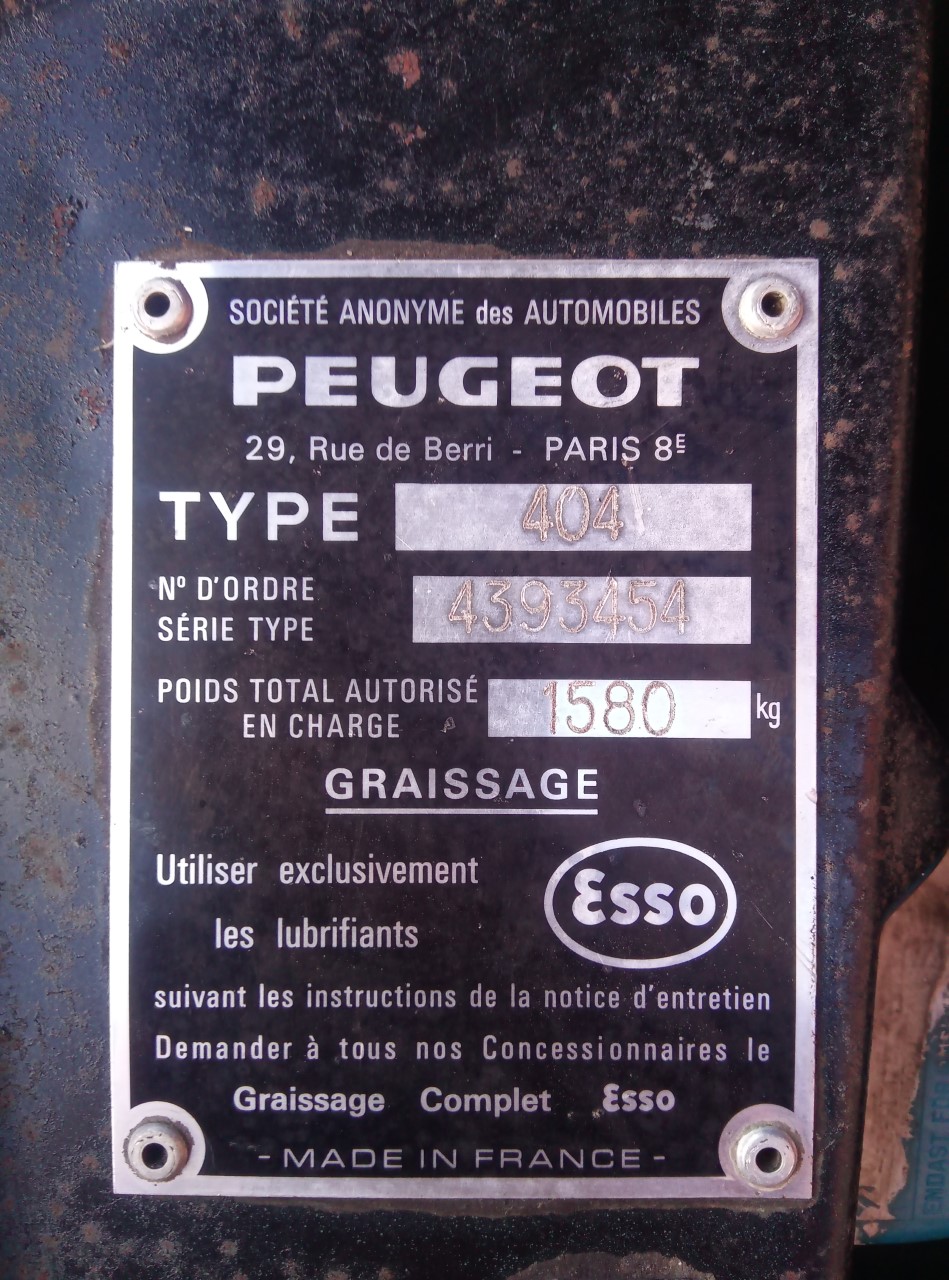 SOCIÉTÉ ANONYME des AUTOMOBILES
PEUGEOT
29, Rue de Berri - PARIS 8E
TYPE 404
N° D'ORDRE
SÉRIE TYPE 4393454
POIDS TOTAL AUTORISÉ
EN CHARGE 1580 kg
GRAISSAGE
Utiliser exclusivement
les lubrifiants Esso
suivant les instructions de la notice d'entretien
Demander à tous nos Concessionnaires le
Graissage Complet Esso
- MADE IN FRANCE -
ENDAST